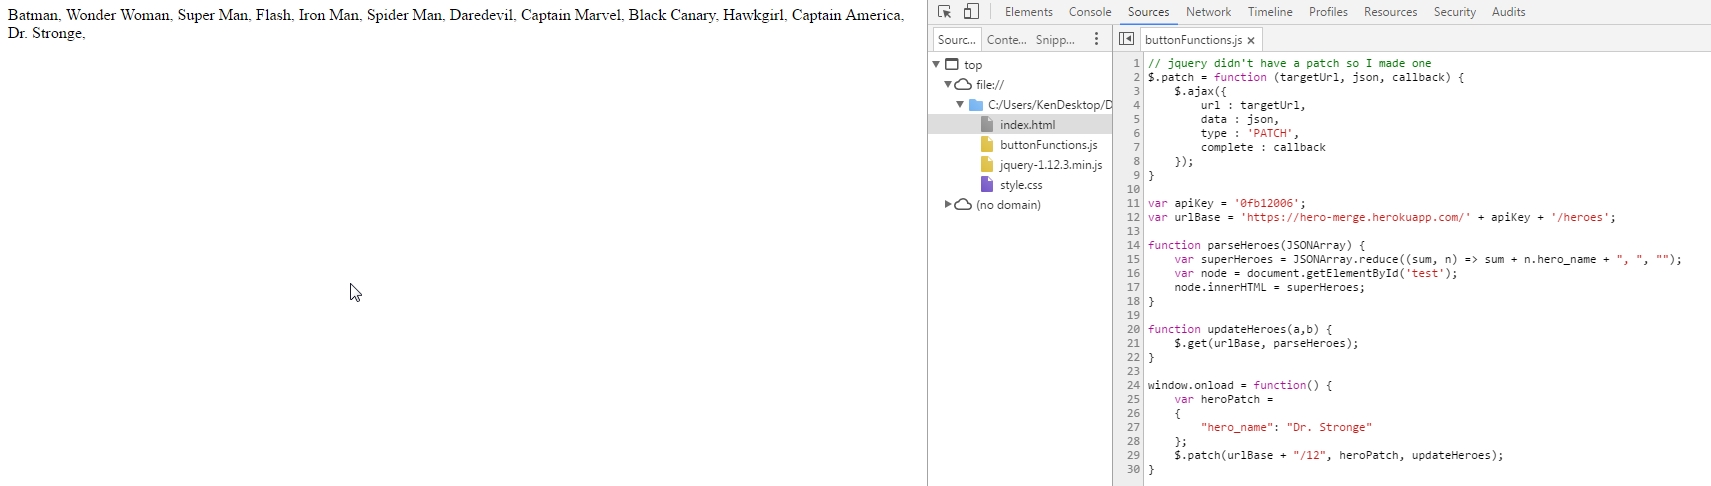 Batman, Wonder Woman, Super Man, Flash, Iron Man, Spider Man, Daredevil, Captain Marvel, Black Canary, Hawkgirl, Captain America,
Dr. Stronge,
Elements Console Sources Network Timeline Profiles Resources Security Audits
Sourc... Conte... Snipp...
top
file://
C:/Users/KenDesktop/D
index.html
buttonFunctions.js
jquery-1.12.3.min.js
style.css
(no domain)
buttonFunctions.js ×
1 // jquery didn't have a patch so I made one
2 $.patch = function (targetUrl, json, callback) {
3     $.ajax({
4         url : targetUrl,
5         data : json,
6         type : 'PATCH',
7         complete : callback
8     });
9 }
10
11 var apiKey = '0fb12006';
12 var urlBase = 'https://hero-merge.herokuapp.com/' + apiKey + '/heroes';
13
14 function parseHeroes(JSONArray) {
15     var superHeroes = JSONArray.reduce((sum, n) => sum + n.hero_name + ", ", "");
16     var node = document.getElementById('test');
17     node.innerHTML = superHeroes;
18 }
19
20 function updateHeroes(a,b) {
21     $.get(urlBase, parseHeroes);
22 }
23
24 window.onload = function() {
25     var heroPatch =
26     {
27         "hero_name": "Dr. Stronge"
28     };
29     $.patch(urlBase + "/12", heroPatch, updateHeroes);
30 }